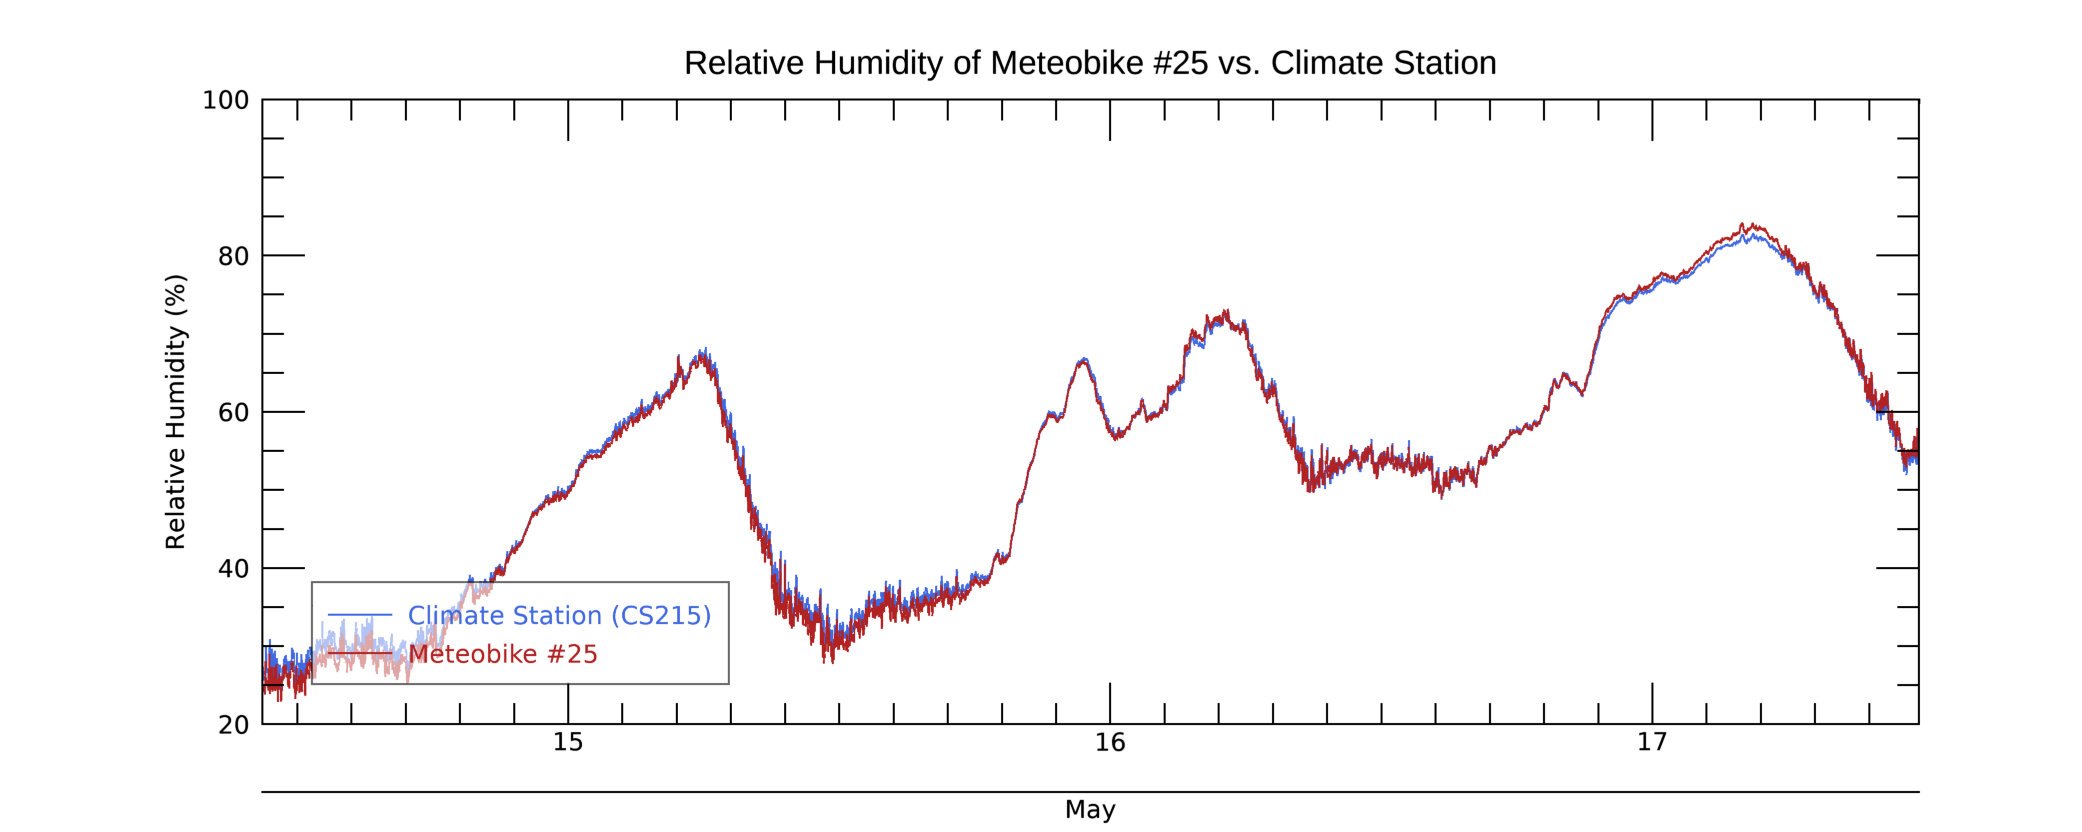 Relative Humidity of Meteobike #25 vs. Climate Station
Relative Humidity (%)
100
80
60
40
20
Climate Station (CS215)
Meteobike #25
15
16
17
May